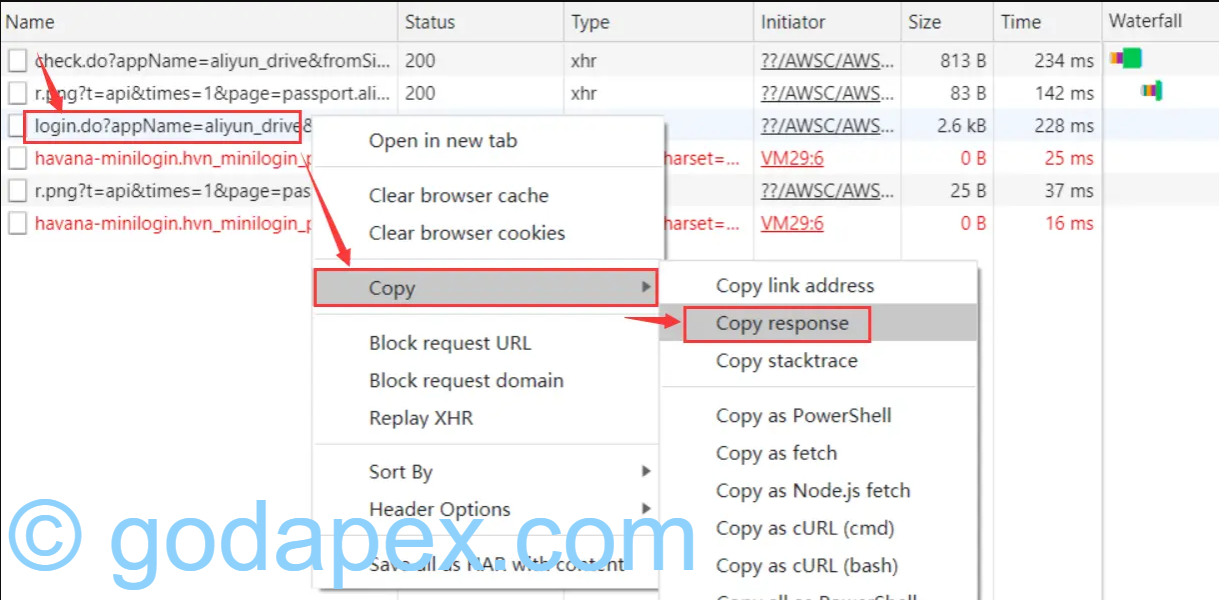 Name Status Type Initiator Size Time Waterfall
check.do?appName=aliyun_drive&fromSi... 200 xhr ??/AWSC/AWS... 813 B 234 ms
r.png?t=api&times=1&page=passport.ali... 200 xhr ??/AWSC/AWS... 83 B 142 ms
login.do?appName=aliyun_drive& ??/AWSC/AWS... 2.6 kB 228 ms
havana-minilogin.hvn_minilogin_p harset=... VM29:6 0 B 25 ms
r.png?t=api&times=1&page=pas ??/AWSC/AWS... 25 B 37 ms
havana-minilogin.hvn_minilogin_p harset=... VM29:6 0 B 16 ms
Open in new tab
Clear browser cache
Clear browser cookies
Copy
Block request URL
Block request domain
Replay XHR
Sort By
Header Options
Save all as HAR with content
Copy link address
Copy response
Copy stacktrace
Copy as PowerShell
Copy as fetch
Copy as Node.js fetch
Copy as cURL (cmd)
Copy as cURL (bash)
Copy all as PowerShell
© godapex.com